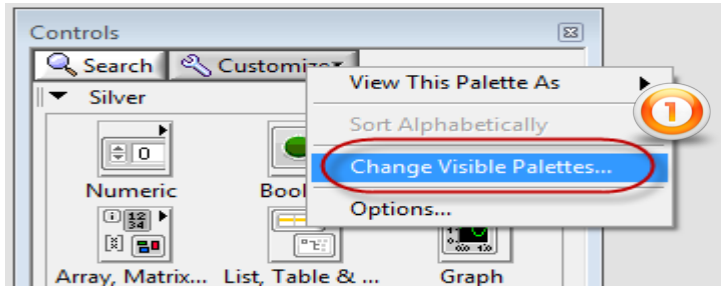 Controls
Search Customize
View This Palette As
Silver
Sort Alphabetically
1
Change Visible Palettes...
Options...
0
Numeric
Array, Matrix... List, Table & ... Graph